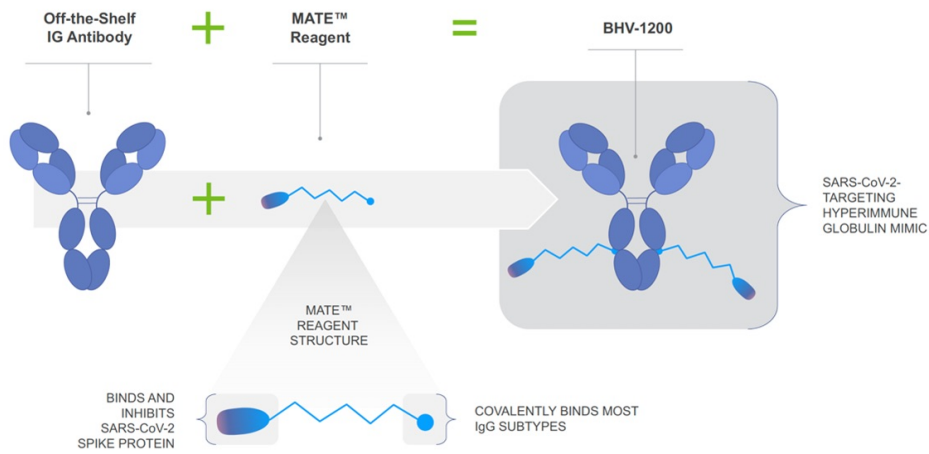 Off-the-Shelf
IG Antibody
+
MATE™
Reagent
=
BHV-1200
+
SARS-CoV-2-
TARGETING
HYPERIMMUNE
GLOBULIN MIMIC
MATE™
REAGENT
STRUCTURE
BINDS AND
INHIBITS
SARS-CoV-2
SPIKE PROTEIN
COVALENTLY BINDS MOST
IgG SUBTYPES